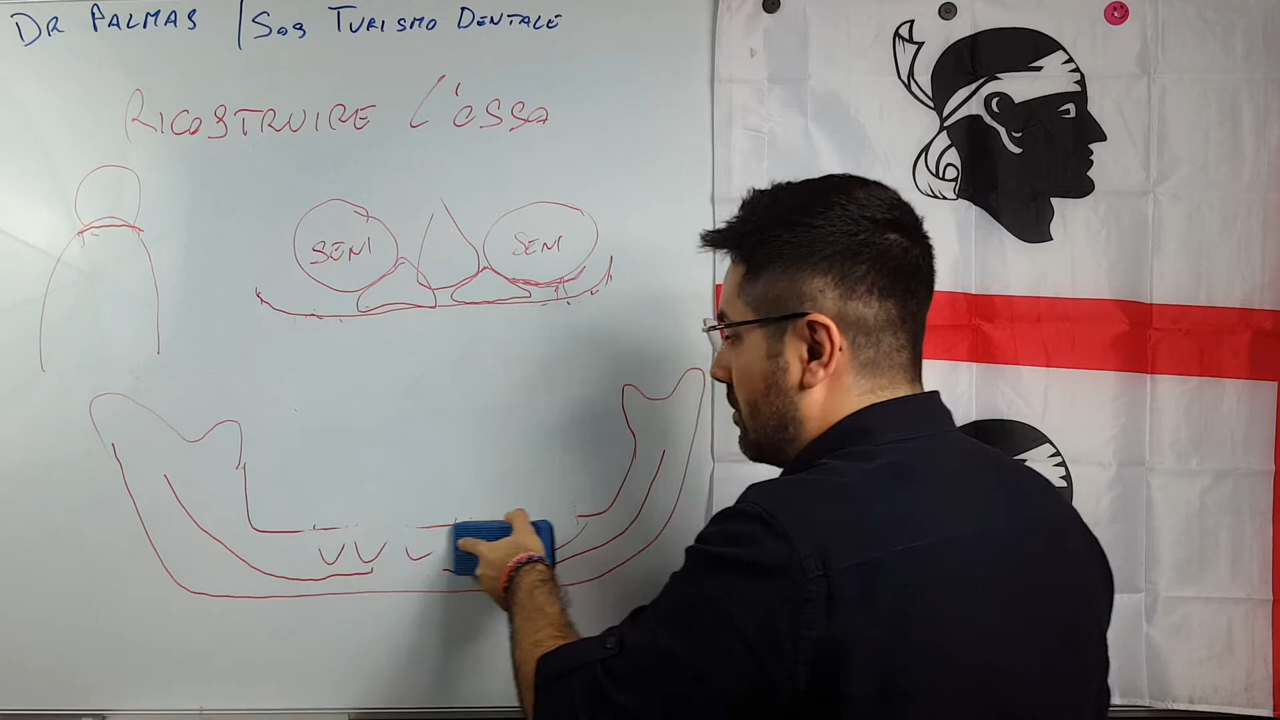 DR PALMAS | SOS TURISMO DENTALE
RICOSTRUIRE L'OSSO
SENI SENI